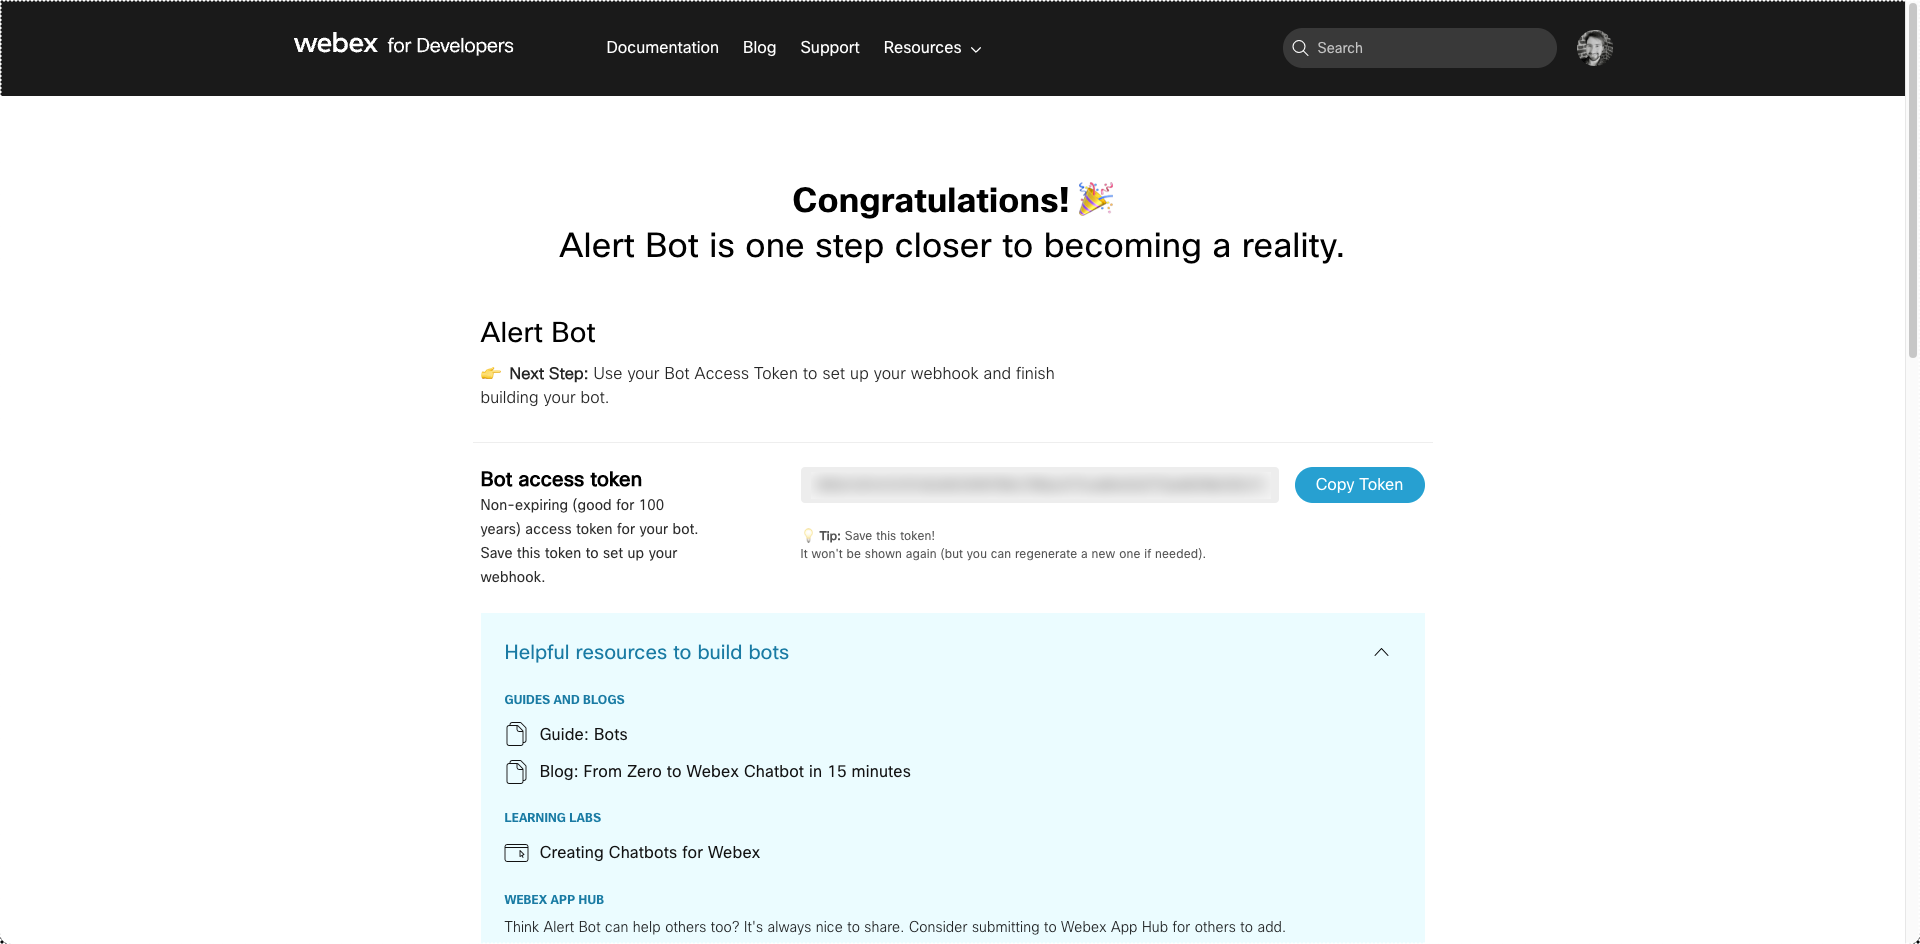 webex for Developers
Documentation
Blog
Support
Resources
Search
Congratulations! 🎉
Alert Bot is one step closer to becoming a reality.
Alert Bot
👉 Next Step: Use your Bot Access Token to set up your webhook and finish
building your bot.
Bot access token
Non-expiring (good for 100
years) access token for your bot.
Save this token to set up your
webhook.
Copy Token
💡 Tip: Save this token!
It won't be shown again (but you can regenerate a new one if needed).
Helpful resources to build bots
GUIDES AND BLOGS
Guide: Bots
Blog: From Zero to Webex Chatbot in 15 minutes
LEARNING LABS
Creating Chatbots for Webex
WEBEX APP HUB
Think Alert Bot can help others too? It's always nice to share. Consider submitting to Webex App Hub for others to add.